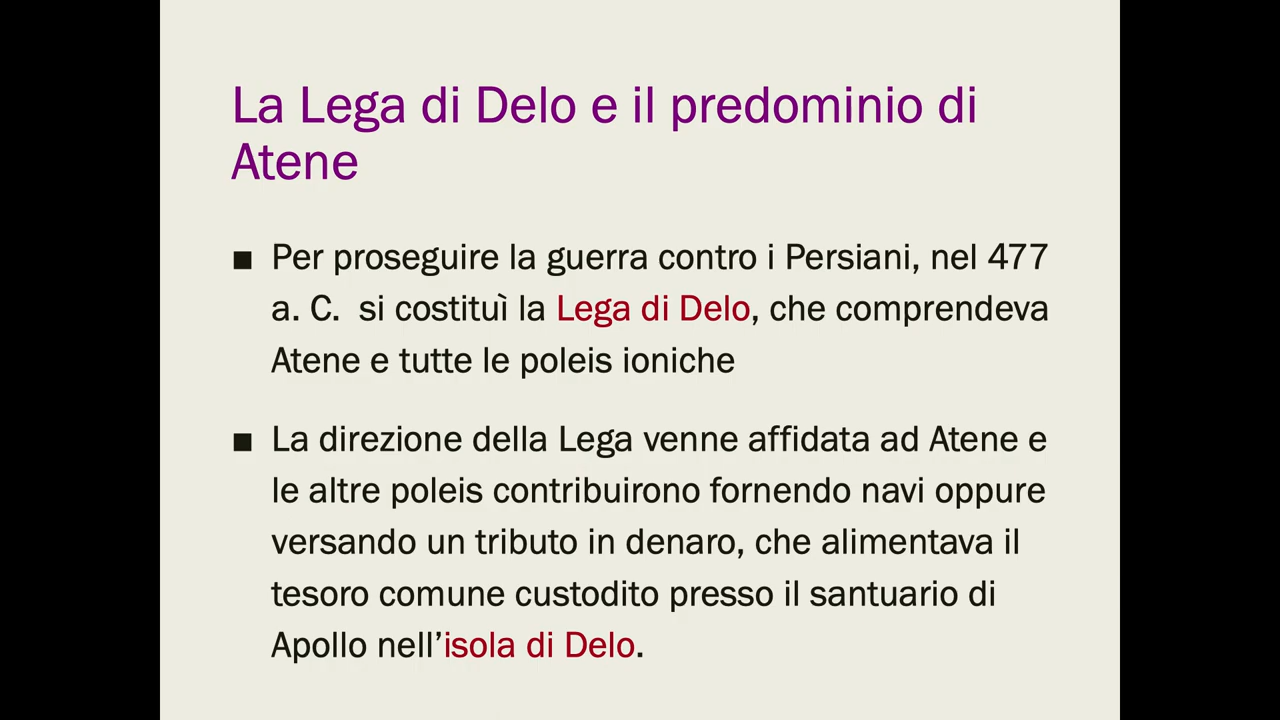 La Lega di Delo e il predominio di
Atene
■ Per proseguire la guerra contro i Persiani, nel 477
a. C.  si costituì la Lega di Delo, che comprendeva
Atene e tutte le poleis ioniche
■ La direzione della Lega venne affidata ad Atene e
le altre poleis contribuirono fornendo navi oppure
versando un tributo in denaro, che alimentava il
tesoro comune custodito presso il santuario di
Apollo nell’isola di Delo.